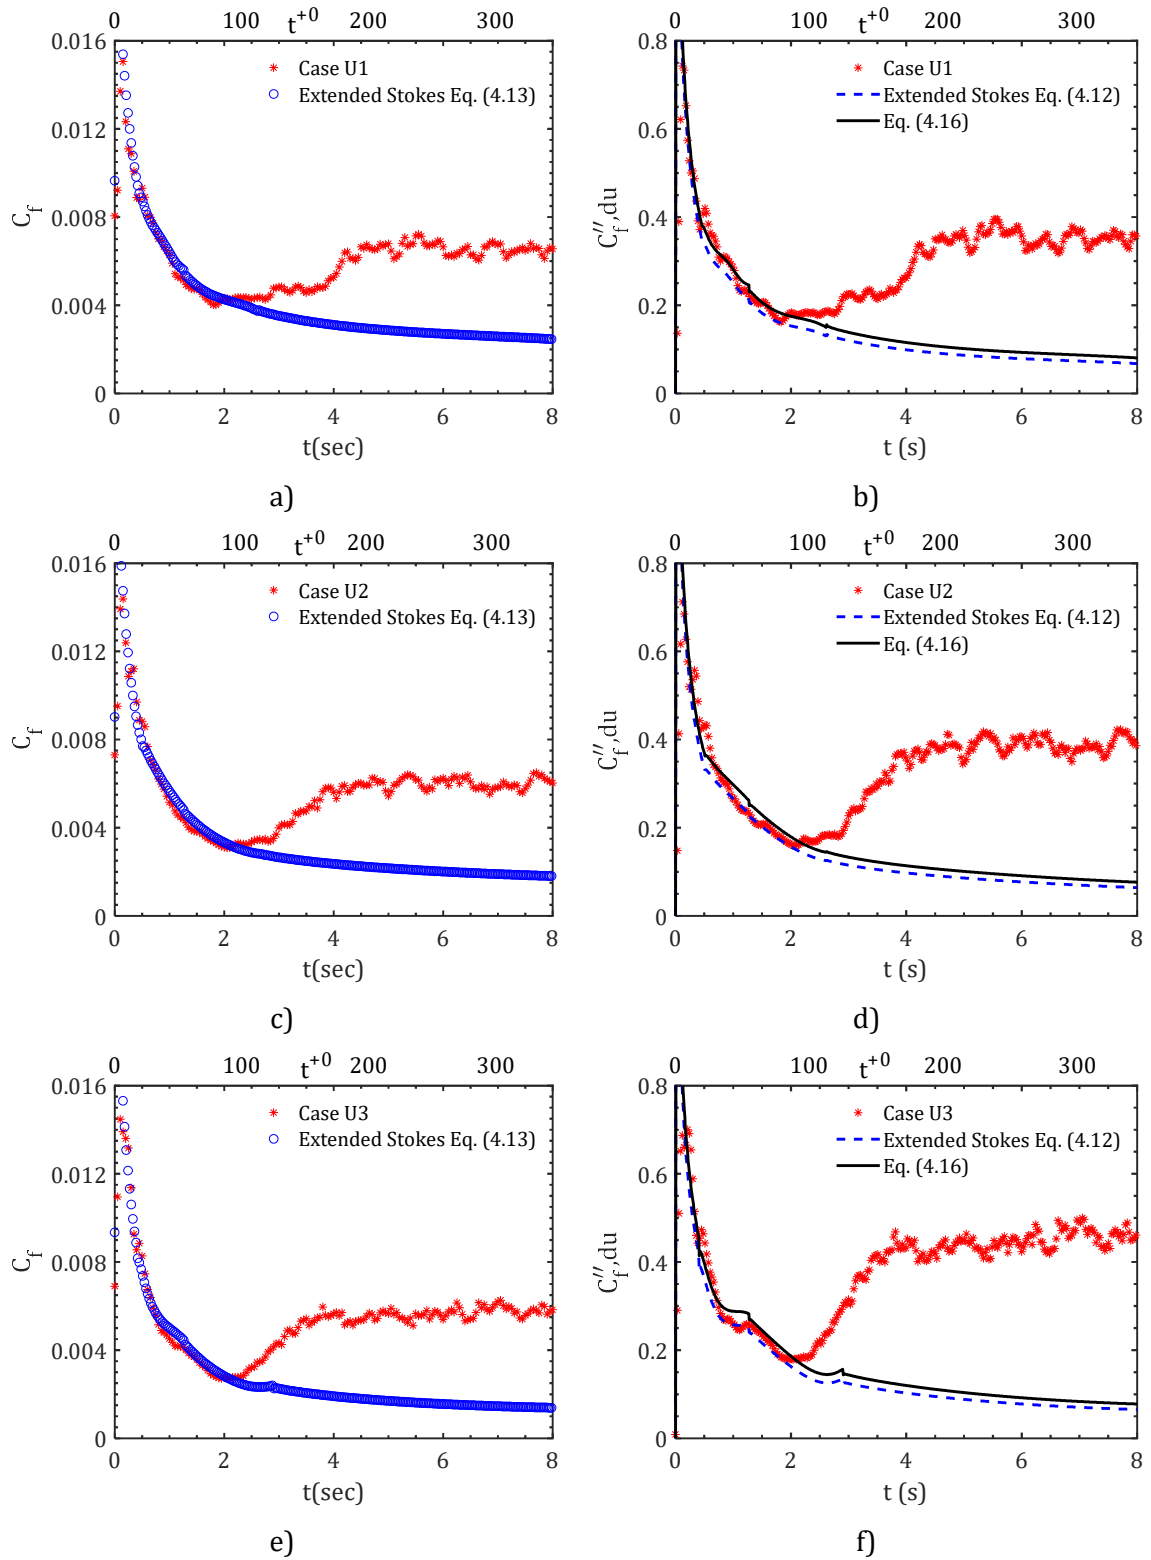 0 100 t+0 200 300
0.016
0.012
0.008
0.004
0
C_f
* Case U1
○ Extended Stokes Eq. (4.13)
0 2 4 6 8
t(sec)
a)
0 100 t+0 200 300
0.8
0.6
0.4
0.2
0
C''_f,du
Case U1
Extended Stokes Eq. (4.12)
Eq. (4.16)
0 2 4 6 8
t (s)
b)
0 100 t+0 200 300
0.016
0.012
0.008
0.004
0
C_f
Case U2
Extended Stokes Eq. (4.13)
0 2 4 6 8
t(sec)
c)
0 100 t+0 200 300
0.8
0.6
0.4
0.2
0
C''_f,du
Case U2
Extended Stokes Eq. (4.12)
Eq. (4.16)
0 2 4 6 8
t (s)
d)
0 100 t+0 200 300
0.016
0.012
0.008
0.004
0
C_f
Case U3
Extended Stokes Eq. (4.13)
0 2 4 6 8
t(sec)
e)
0 100 t+0 200 300
0.8
0.6
0.4
0.2
0
C''_f,du
Case U3
Extended Stokes Eq. (4.12)
Eq. (4.16)
0 2 4 6 8
t (s)
f)